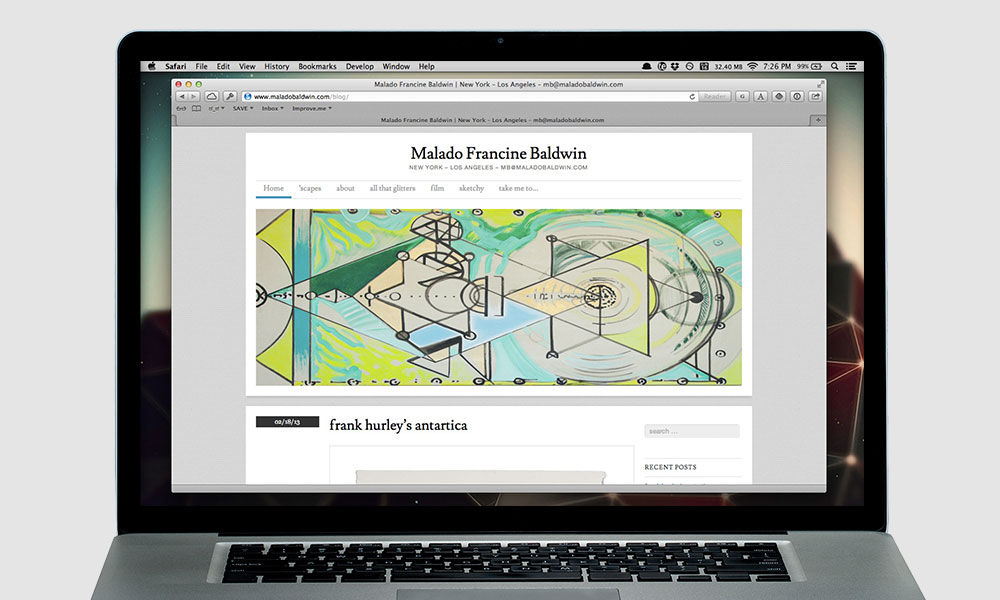 Safari File Edit View History Bookmarks Develop Window Help 32.40 MB 7:26 PM 99%
Malado Francine Baldwin | New York - Los Angeles – mb@maladobaldwin.com
www.maladobaldwin.com/blog/ Reader G A
SAVE Inbox Improve.me
Malado Francine Baldwin | New York - Los Angeles – mb@maladobaldwin.com
Malado Francine Baldwin
NEW YORK – LOS ANGELES – MB@MALADOBALDWIN.COM
Home 'scapes about all that glitters film sketchy take me to...
02/18/13 frank hurley's antartica
search ...
RECENT POSTS